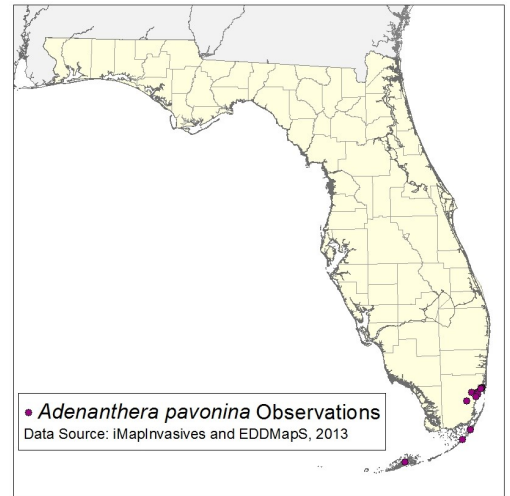 Adenanthera pavonina Observations
Data Source: iMapInvasives and EDDMapS, 2013